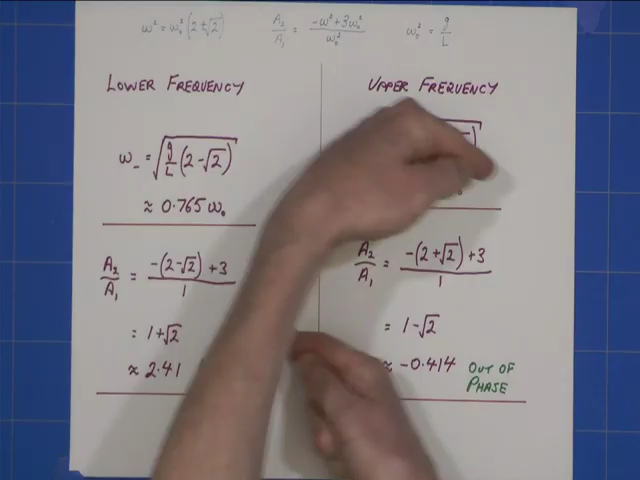 ω² = ω₀² (2 ± √2)
A₂/A₁ = (-ω² + 3ω₀²)/ω₀²
ω₀² = g/L
LOWER FREQUENCY
ω₋ = √(g/L (2 - √2))
≈ 0.765 ω₀
A₂/A₁ = (-(2 - √2) + 3)/1
= 1 + √2
≈ 2.41
UPPER FREQUENCY
A₂/A₁ = (-(2 + √2) + 3)/1
= 1 - √2
≈ -0.414
OUT OF
PHASE